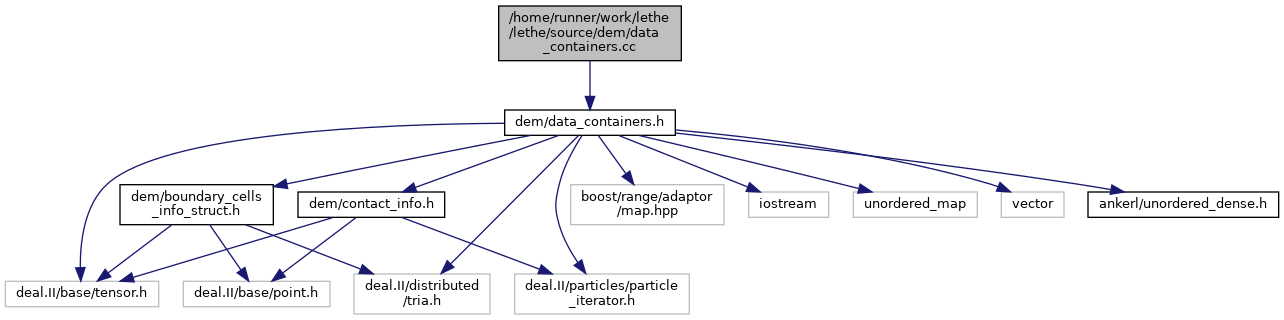 /home/runner/work/lethe
/lethe/source/dem/data
_containers.cc
dem/data_containers.h
dem/boundary_cells
_info_struct.h
dem/contact_info.h
boost/range/adaptor
/map.hpp
iostream
unordered_map
vector
ankerl/unordered_dense.h
deal.II/base/tensor.h
deal.II/base/point.h
deal.II/distributed
/tria.h
deal.II/particles/particle
_iterator.h